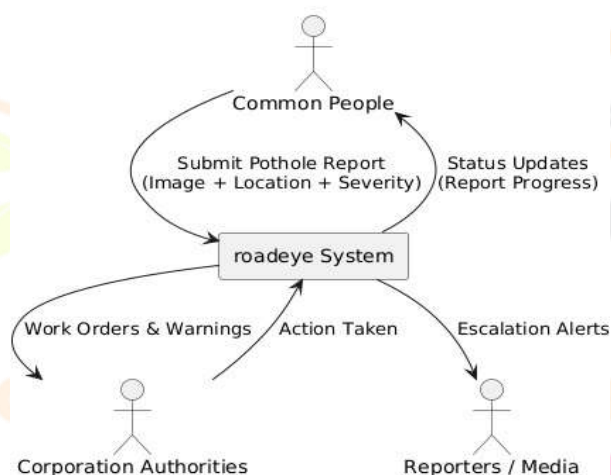 Common People
Submit Pothole Report
(Image + Location + Severity)
Status Updates
(Report Progress)
roadeye System
Work Orders & Warnings
Action Taken
Escalation Alerts
Corporation Authorities
Reporters / Media